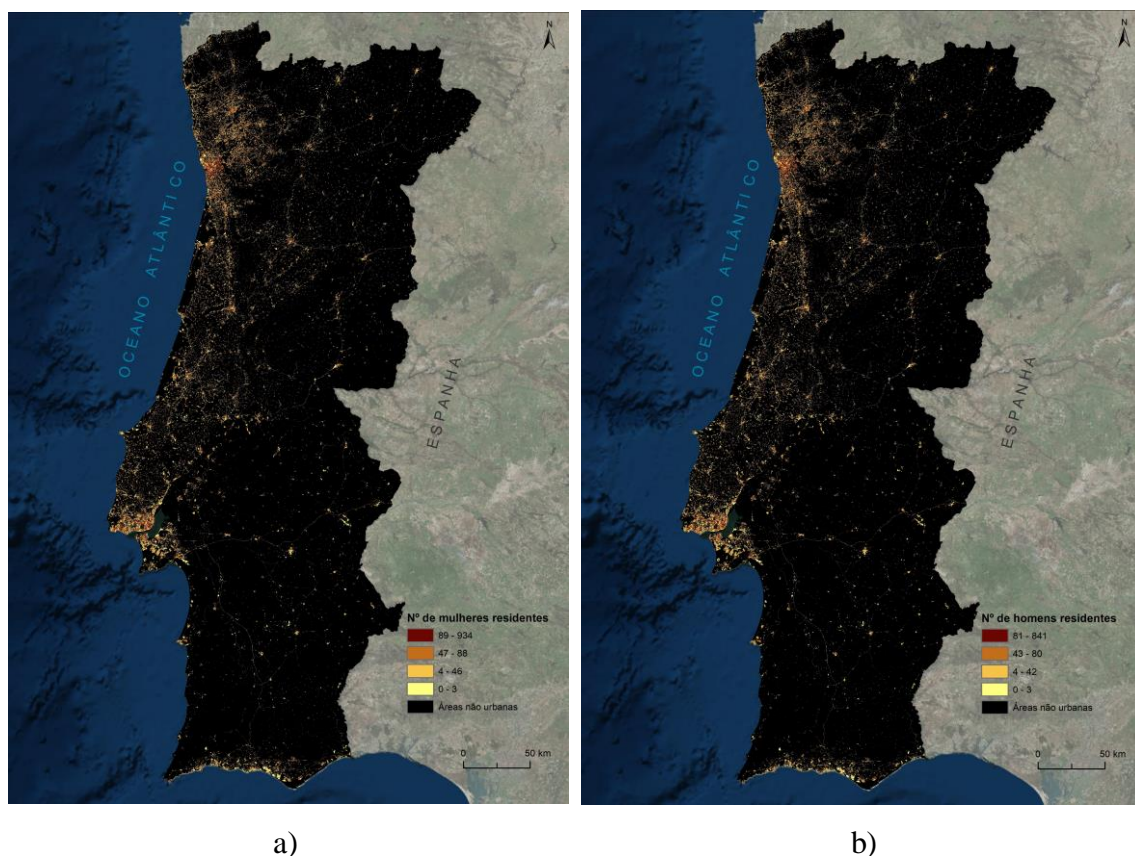 N
OCEANO ATLÂNTICO
ESPANHA
Nº de mulheres residentes
89 - 934
47 - 88
4 - 46
0 - 3
Áreas não urbanas
0 50 km
a)
N
OCEANO ATLÂNTICO
ESPANHA
Nº de homens residentes
81 - 841
43 - 80
4 - 42
0 - 3
Áreas não urbanas
0 50 km
b)